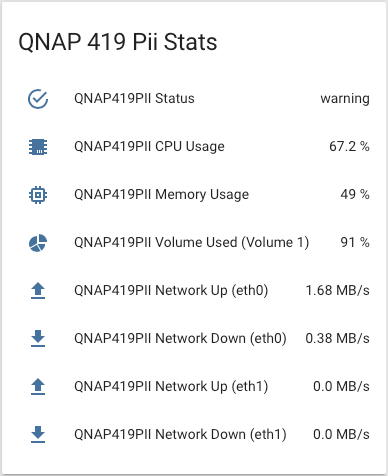 QNAP 419 Pii Stats
QNAP419PII Status warning
QNAP419PII CPU Usage 67.2 %
QNAP419PII Memory Usage 49 %
QNAP419PII Volume Used (Volume 1) 91 %
QNAP419PII Network Up (eth0) 1.68 MB/s
QNAP419PII Network Down (eth0) 0.38 MB/s
QNAP419PII Network Up (eth1) 0.0 MB/s
QNAP419PII Network Down (eth1) 0.0 MB/s